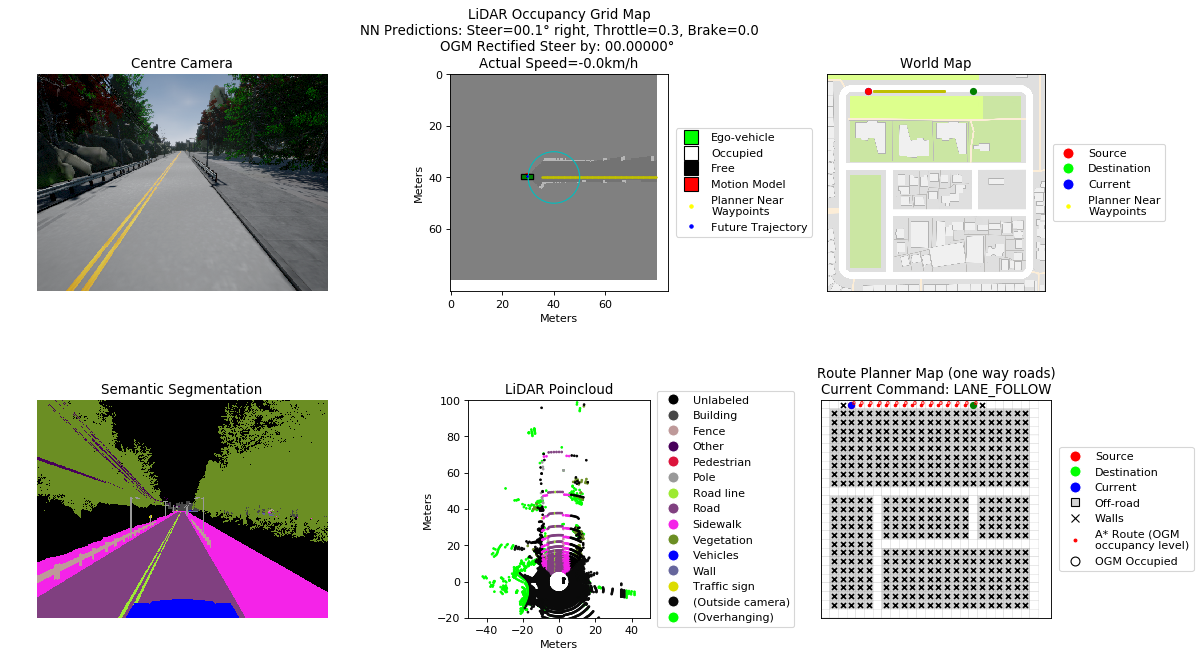 LiDAR Occupancy Grid Map
NN Predictions: Steer=00.1° right, Throttle=0.3, Brake=0.0
OGM Rectified Steer by: 00.00000°
Actual Speed=-0.0km/h
Centre Camera
World Map
0
20
40
60
Meters
0
20
40
60
Meters
Ego-vehicle
Occupied
Free
Motion Model
Planner Near
Waypoints
Future Trajectory
Source
Destination
Current
Planner Near
Waypoints
Semantic Segmentation
LiDAR Poincloud
Route Planner Map (one way roads)
Current Command: LANE_FOLLOW
100
80
60
40
20
0
−20
Meters
−40
−20
0
20
40
Meters
Unlabeled
Building
Fence
Other
Pedestrian
Pole
Road line
Road
Sidewalk
Vegetation
Vehicles
Wall
Traffic sign
(Outside camera)
(Overhanging)
Source
Destination
Current
Off-road
Walls
A* Route (OGM
occupancy level)
OGM Occupied